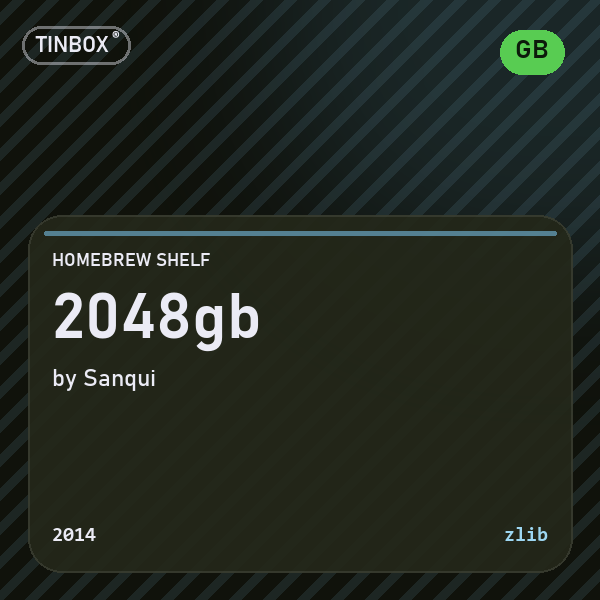 TINBOX®
GB
HOMEBREW SHELF
2048gb
by Sanqui
2014
zlib